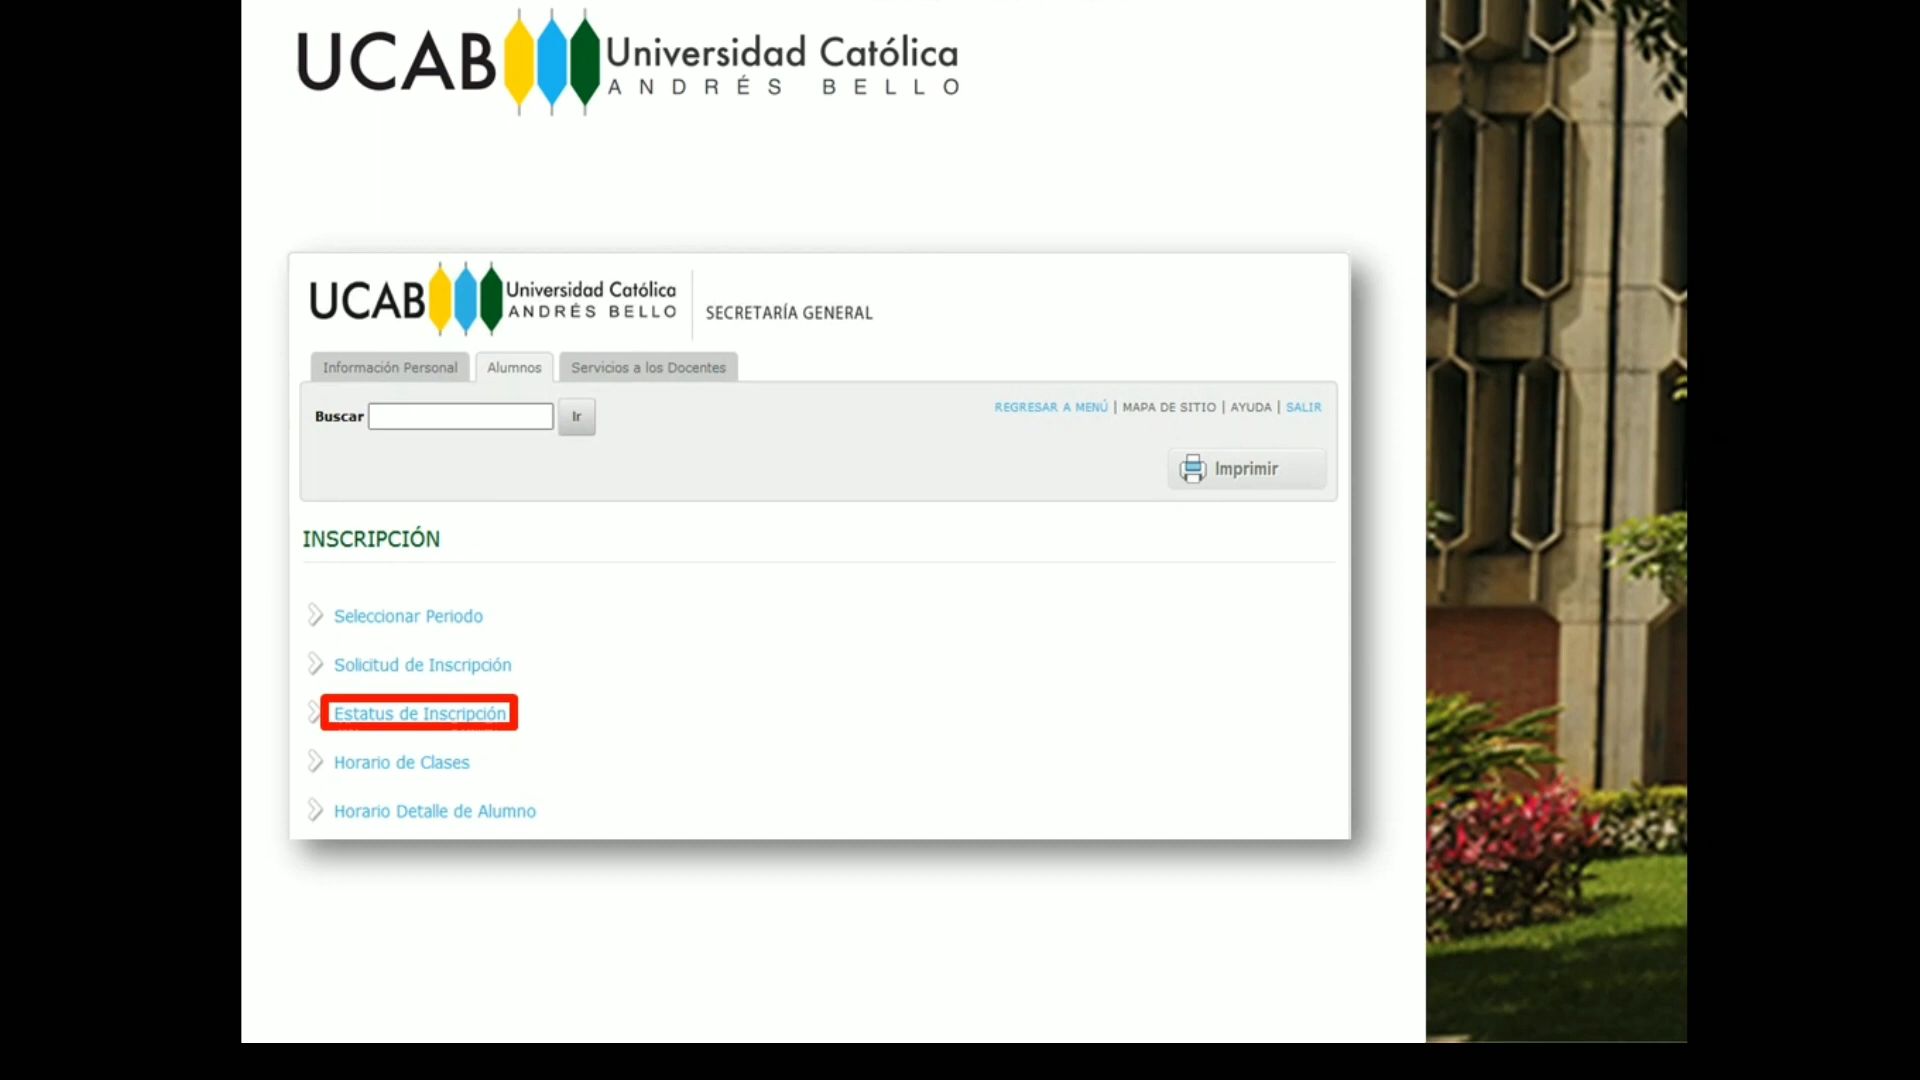 UCAB Universidad Católica
ANDRÉS BELLO
UCAB Universidad Católica
ANDRÉS BELLO
SECRETARÍA GENERAL
Información Personal Alumnos Servicios a los Docentes
Buscar Ir
REGRESAR A MENÚ | MAPA DE SITIO | AYUDA | SALIR
Imprimir
INSCRIPCIÓN
Seleccionar Periodo
Solicitud de Inscripción
Estatus de Inscripción
Horario de Clases
Horario Detalle de Alumno